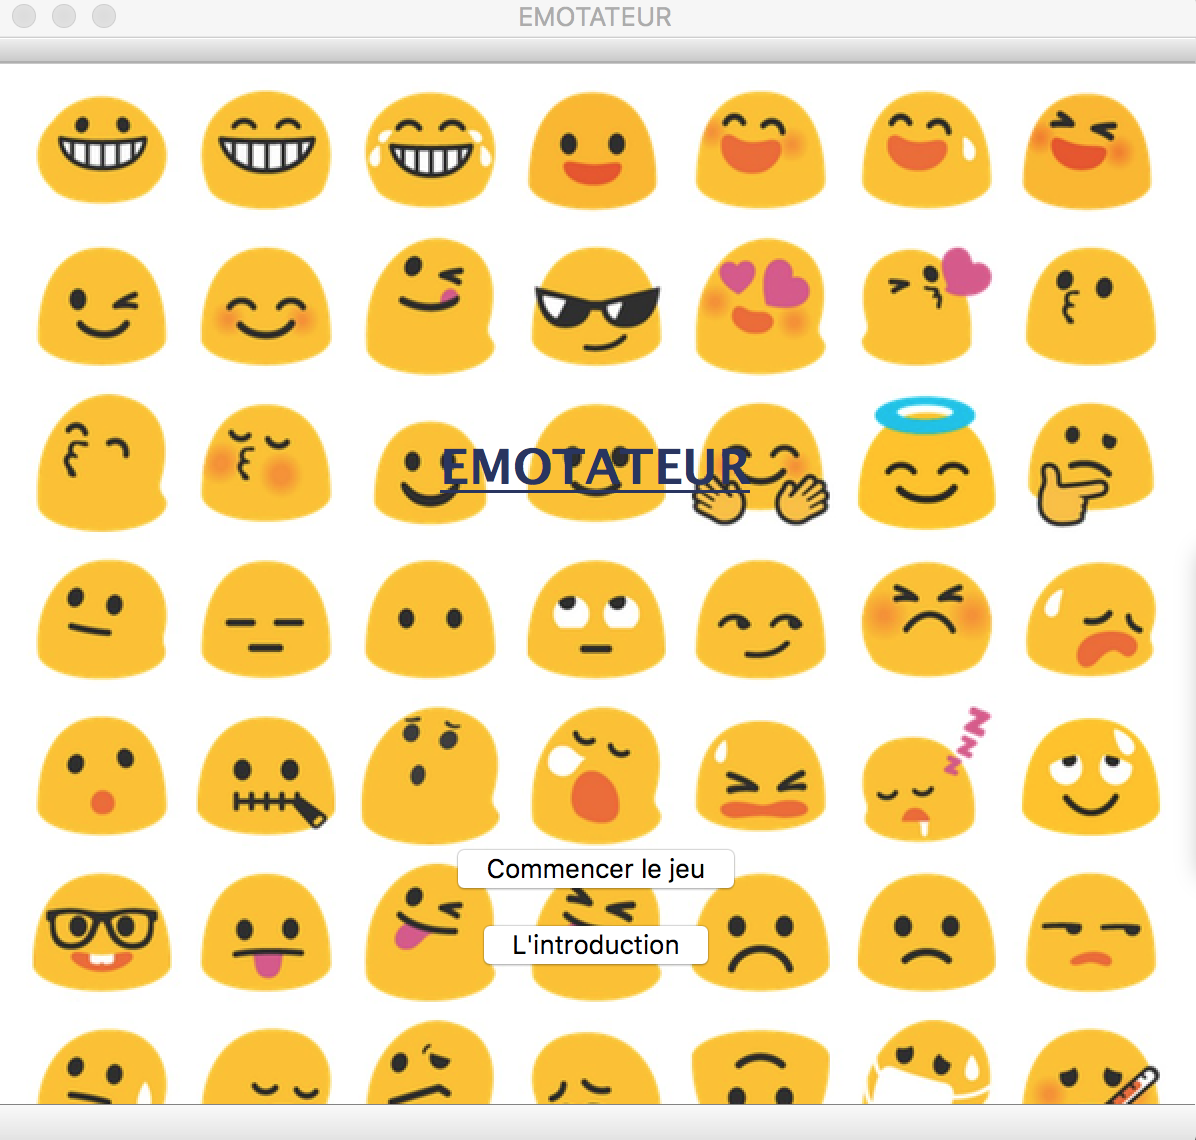 EMOTATEUR
EMOTATEUR
Commencer le jeu
L'introduction